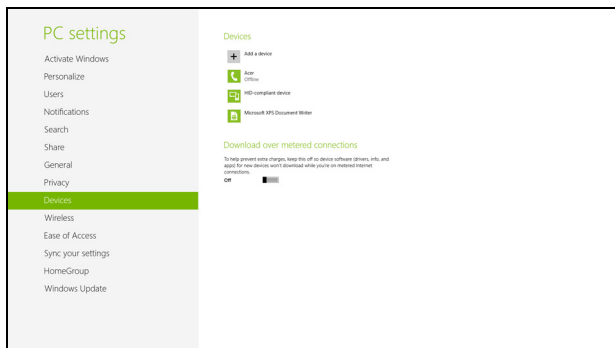 PC settings
Activate Windows
Personalize
Users
Notifications
Search
Share
General
Privacy
Devices
Wireless
Ease of Access
Sync your settings
HomeGroup
Windows Update
Devices
Add a device
Acer
Offline
HID-compliant device
Microsoft XPS Document Writer
Download over metered connections
To help prevent extra charges, keep this off so device software (drivers, info, and
apps) for new devices won't download while you're on metered Internet
connections.
Off